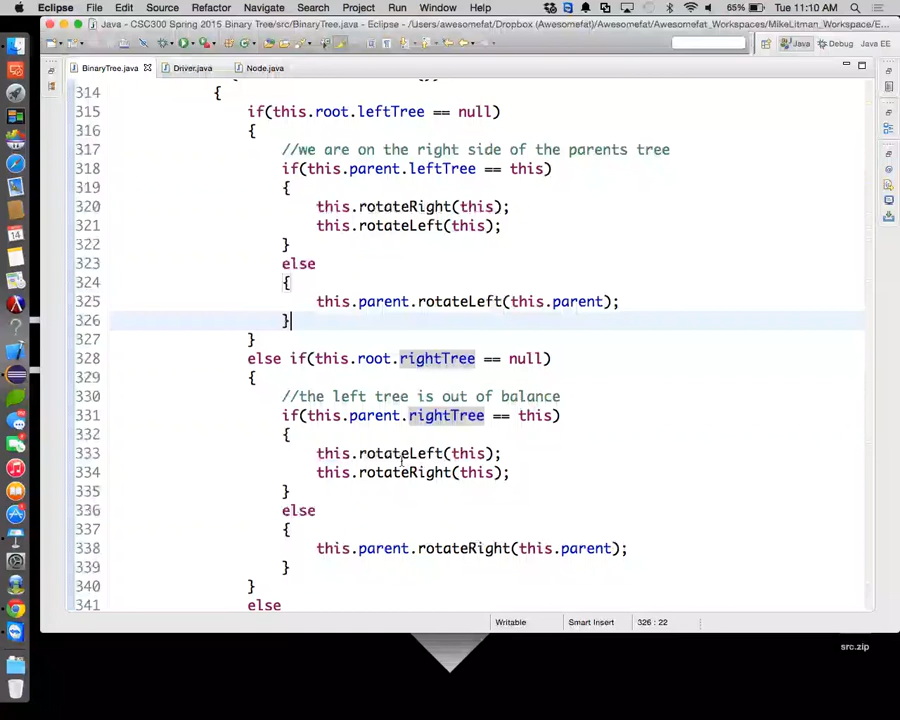 Eclipse File Edit Source Refactor Navigate Search Project Run Window Help 65% Tue 11:10 AM
Java - CSC300 Spring 2015 Binary Tree/src/BinaryTree.java - Eclipse - /Users/awesomefat/Dropbox (Awesomefat)/Awesomefat/Awesomefat_Workspaces/MikeLitman_Workspace/E...
Java Debug Java EE
BinaryTree.java Driver.java Node.java
314 {
315 if(this.root.leftTree == null)
316 {
317 //we are on the right side of the parents tree
318 if(this.parent.leftTree == this)
319 {
320 this.rotateRight(this);
321 this.rotateLeft(this);
322 }
323 else
324 {
325 this.parent.rotateLeft(this.parent);
326 }
327 }
328 else if(this.root.rightTree == null)
329 {
330 //the left tree is out of balance
331 if(this.parent.rightTree == this)
332 {
333 this.rotateLeft(this);
334 this.rotateRight(this);
335 }
336 else
337 {
338 this.parent.rotateRight(this.parent);
339 }
340 }
341 else
Writable Smart Insert 326 : 22
src.zip